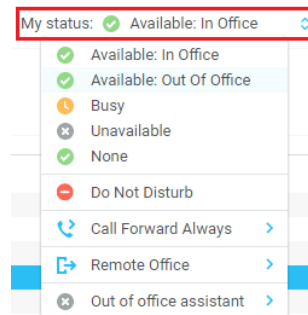 My status: Available: In Office
Available: In Office
Available: Out Of Office
Busy
Unavailable
None
Do Not Disturb
Call Forward Always
Remote Office
Out of office assistant